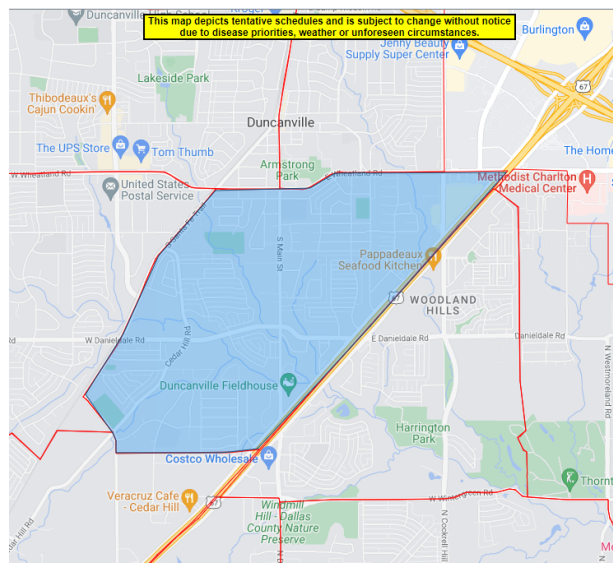 Duncanville High School
Kroger
This map depicts tentative schedules and is subject to change without notice
due to disease priorities, weather or unforeseen circumstances.
Burlington
Jenny Beauty
Supply Super Center
67
Lakeside Park
Thibodeaux's
Cajun Cookin'
Duncanville
The UPS Store
Tom Thumb
The Home
Armstrong
Park
W Wheatland Rd
E Wheatland Rd
Methodist Charlton
Medical Center
United States
Postal Service
S Main St
Pappadeaux
Seafood Kitchen
67
WOODLAND
HILLS
W Danieldale Rd
Cedar Hill Rd
E Danieldale Rd
Danieldale Rd
N Westmoreland Rd
Duncanville Fieldhouse
Harrington
Park
Costco Wholesale
Thornt
Veracruz Cafe
- Cedar Hill
67
W Wintergreen Rd
Windmill
Hill - Dallas
County Nature
Preserve
N Cockrell Hill
dar Hill Rd
Me